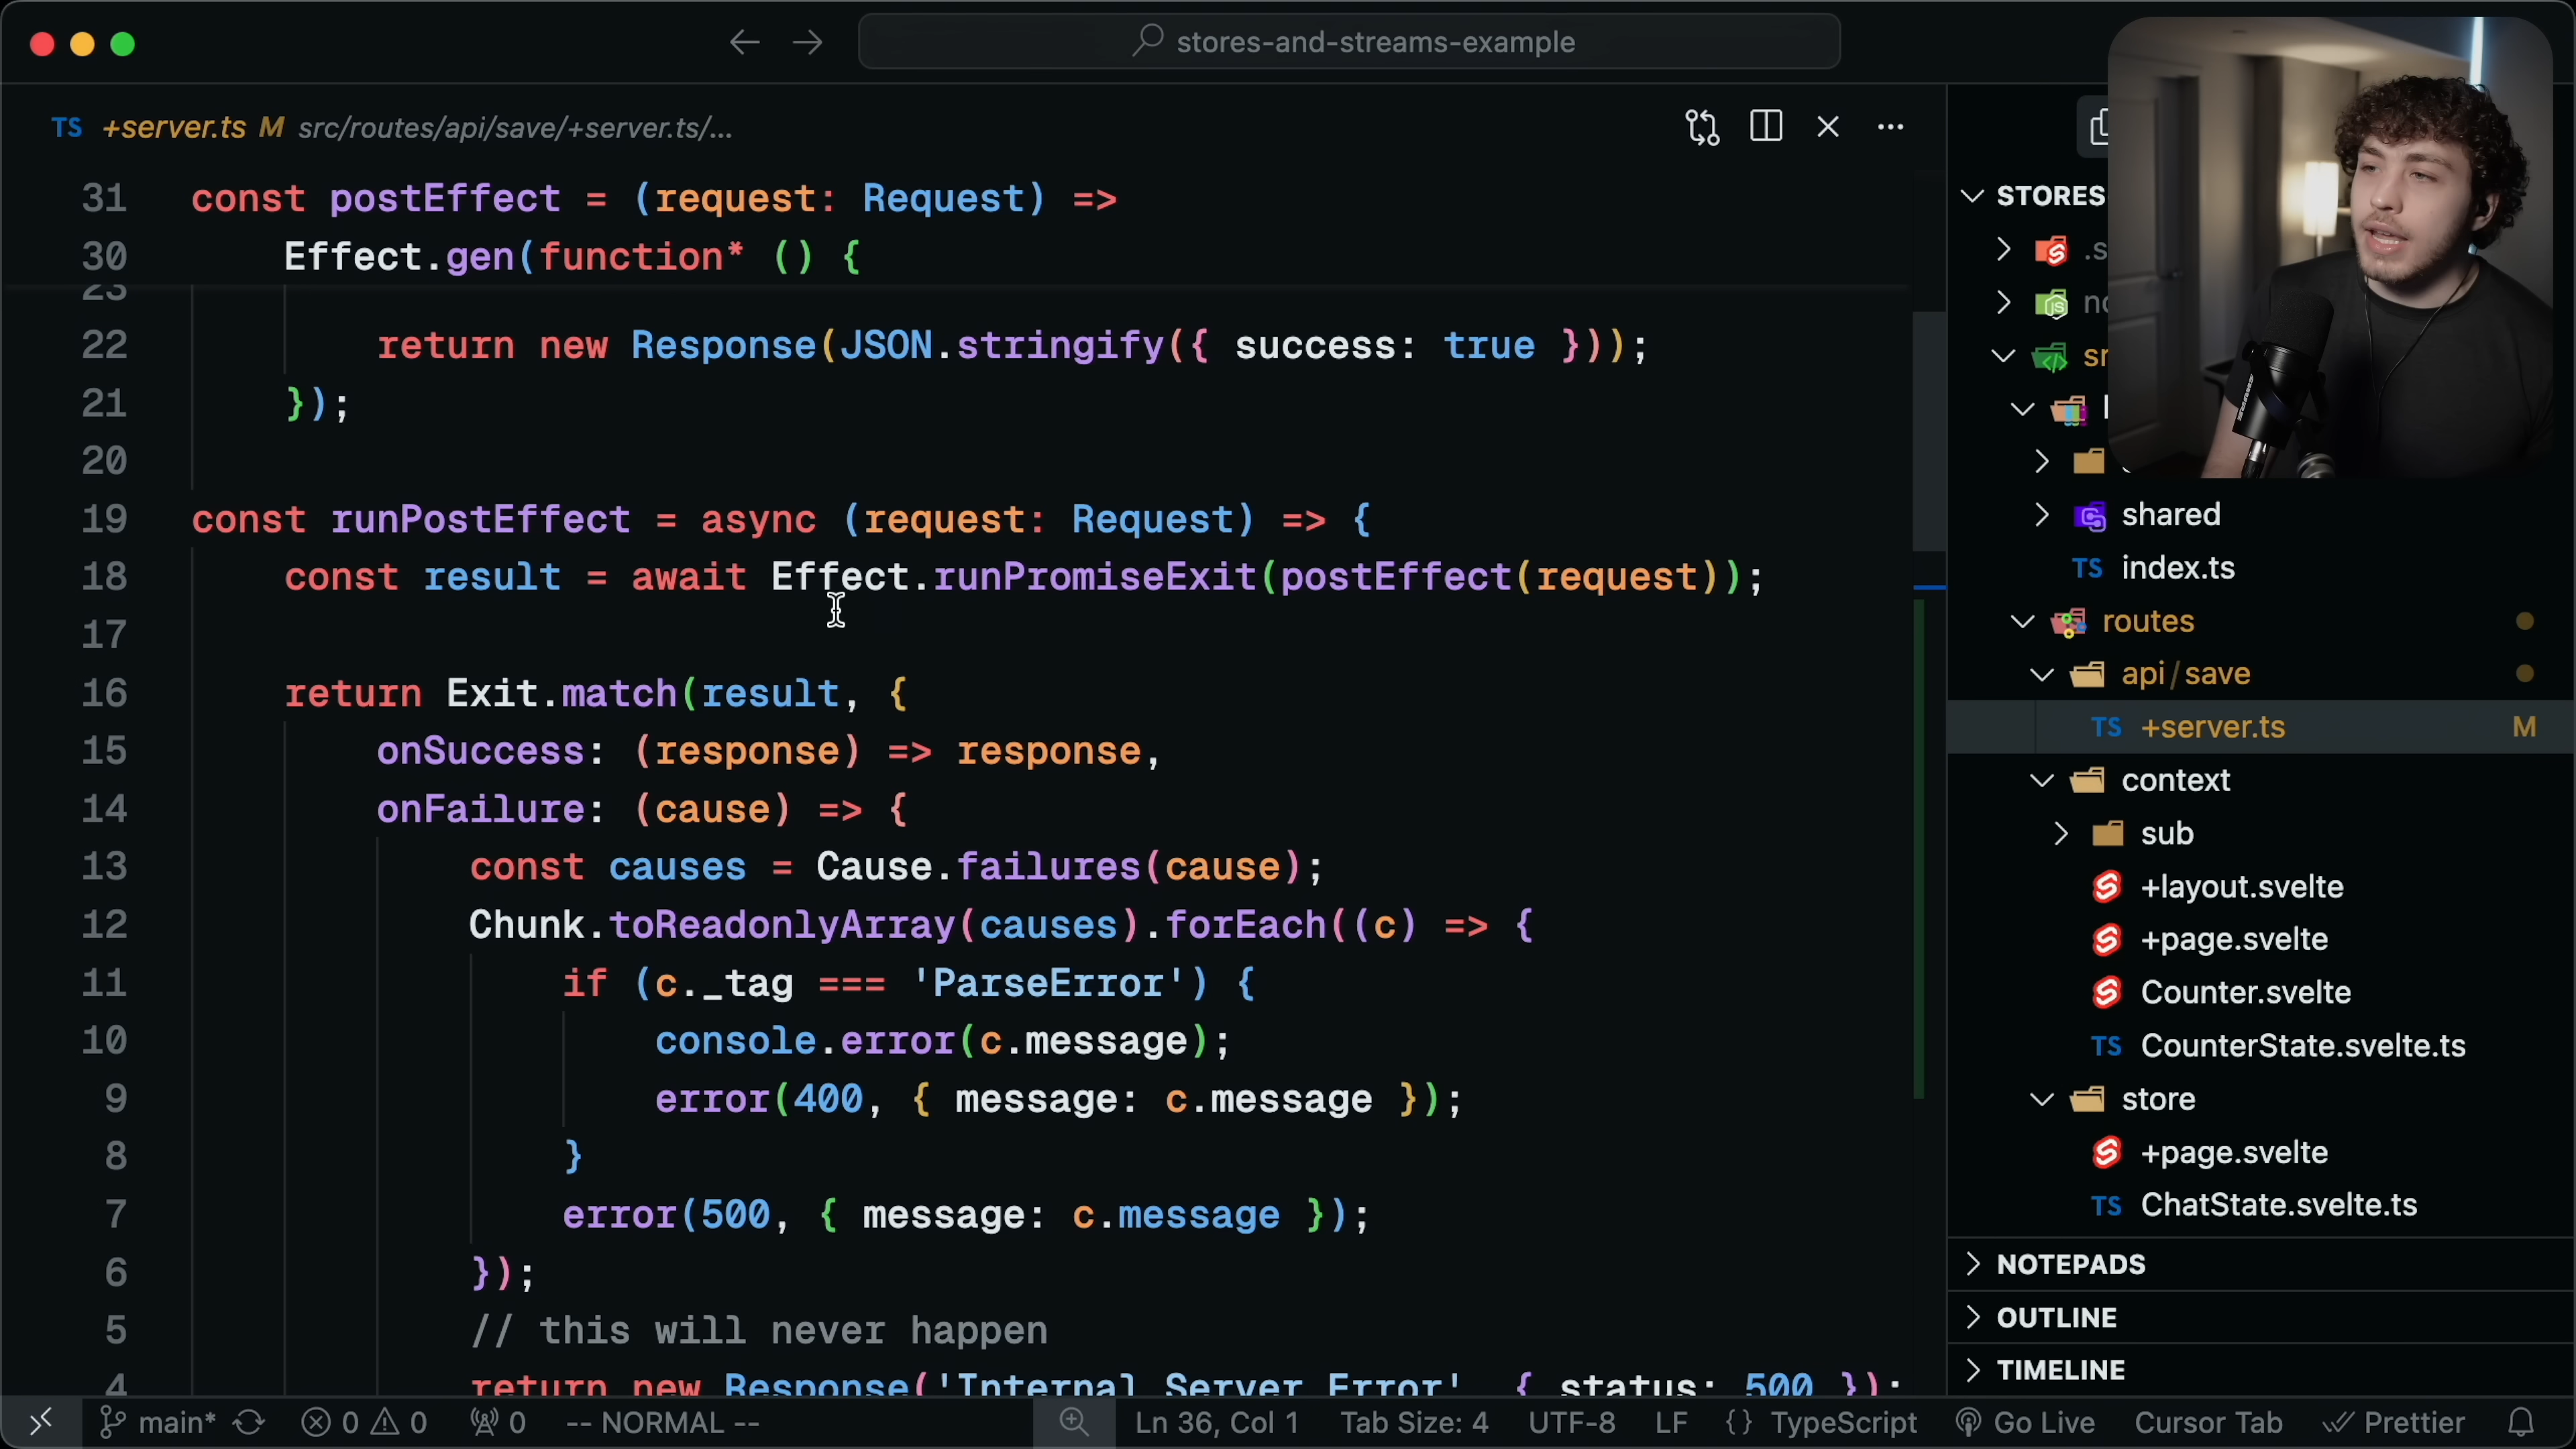 stores-and-streams-example
TS +server.ts M src/routes/api/save/+server.ts/...
31 const postEffect = (request: Request) =>
30 Effect.gen(function* () {
23
22 return new Response(JSON.stringify({ success: true }));
21 });
20
19 const runPostEffect = async (request: Request) => {
18 const result = await Effect.runPromiseExit(postEffect(request));
17
16 return Exit.match(result, {
15 onSuccess: (response) => response,
14 onFailure: (cause) => {
13 const causes = Cause.failures(cause);
12 Chunk.toReadonlyArray(causes).forEach((c) => {
11 if (c._tag === 'ParseError') {
10 console.error(c.message);
9 error(400, { message: c.message });
8 }
7 error(500, { message: c.message });
6 });
5 // this will never happen
4 return new Response('Internal Server Error', { status: 500 });
STORES
.s
no
sr
l
shared
TS index.ts
routes
api/save
TS +server.ts M
context
sub
+layout.svelte
+page.svelte
Counter.svelte
TS CounterState.svelte.ts
store
+page.svelte
TS ChatState.svelte.ts
NOTEPADS
OUTLINE
TIMELINE
main* 0 0 0 -- NORMAL -- Ln 36, Col 1 Tab Size: 4 UTF-8 LF {} TypeScript Go Live Cursor Tab Prettier